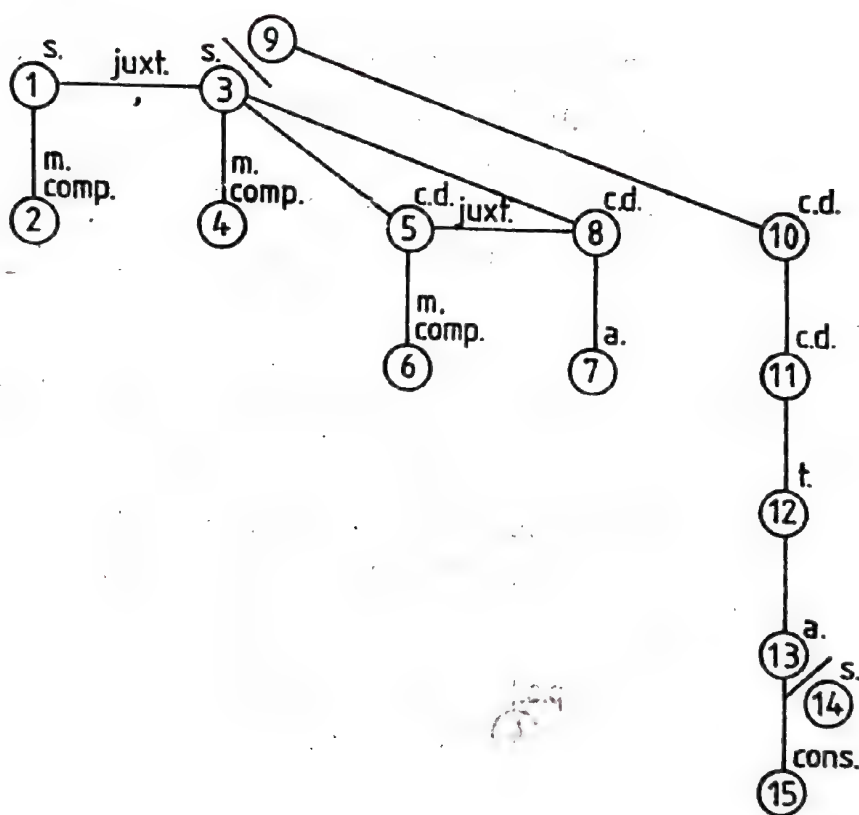 9
s. juxt. s.
1 , 3
m. comp. m. comp.
2 4
c.d. juxt. c.d. c.d.
5 8 10
m. comp. a. c.d.
6 7 11
t.
12
a.
13 s.
14
cons.
15